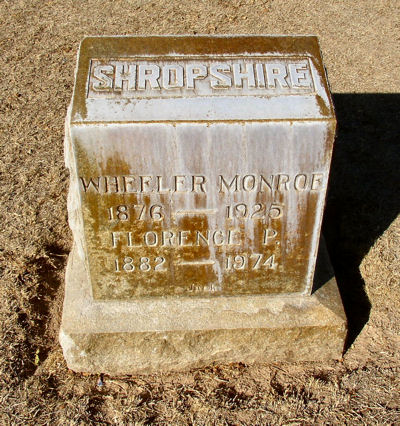 SHROPSHIRE
WHEELER MONROE
1876 — 1925
FLORENCE P.
1882 — 1974